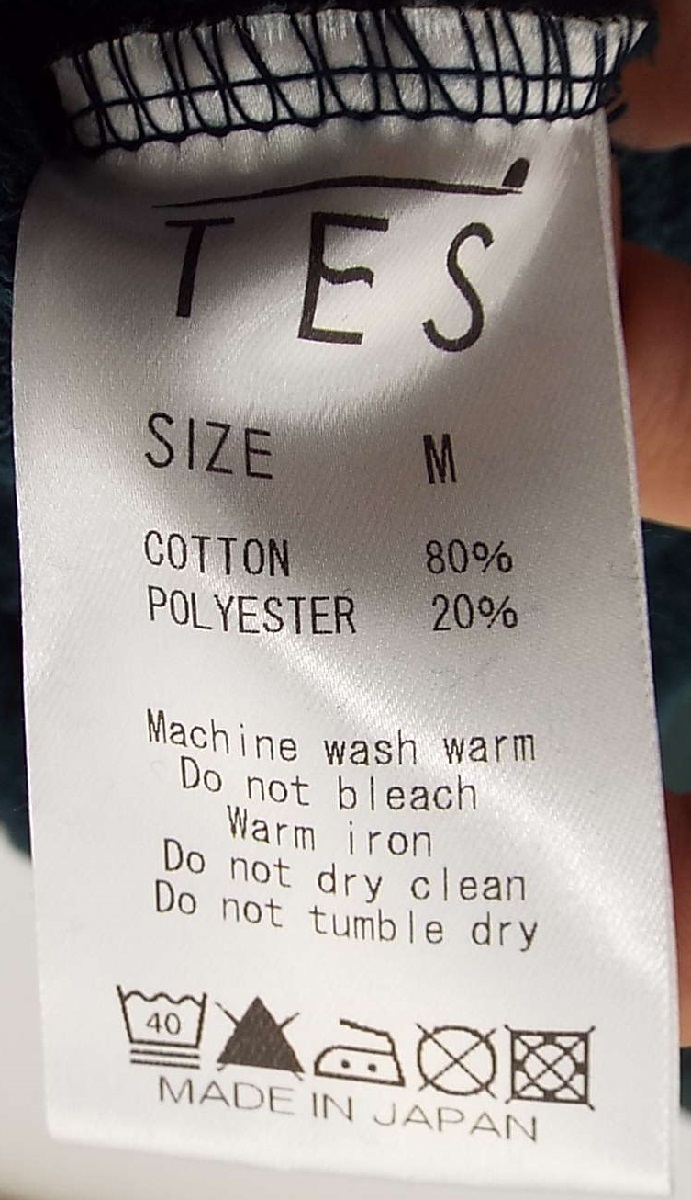 TES
SIZE M
COTTON 80%
POLYESTER 20%
Machine wash warm
Do not bleach
Warm iron
Do not dry clean
Do not tumble dry
40
MADE IN JAPAN